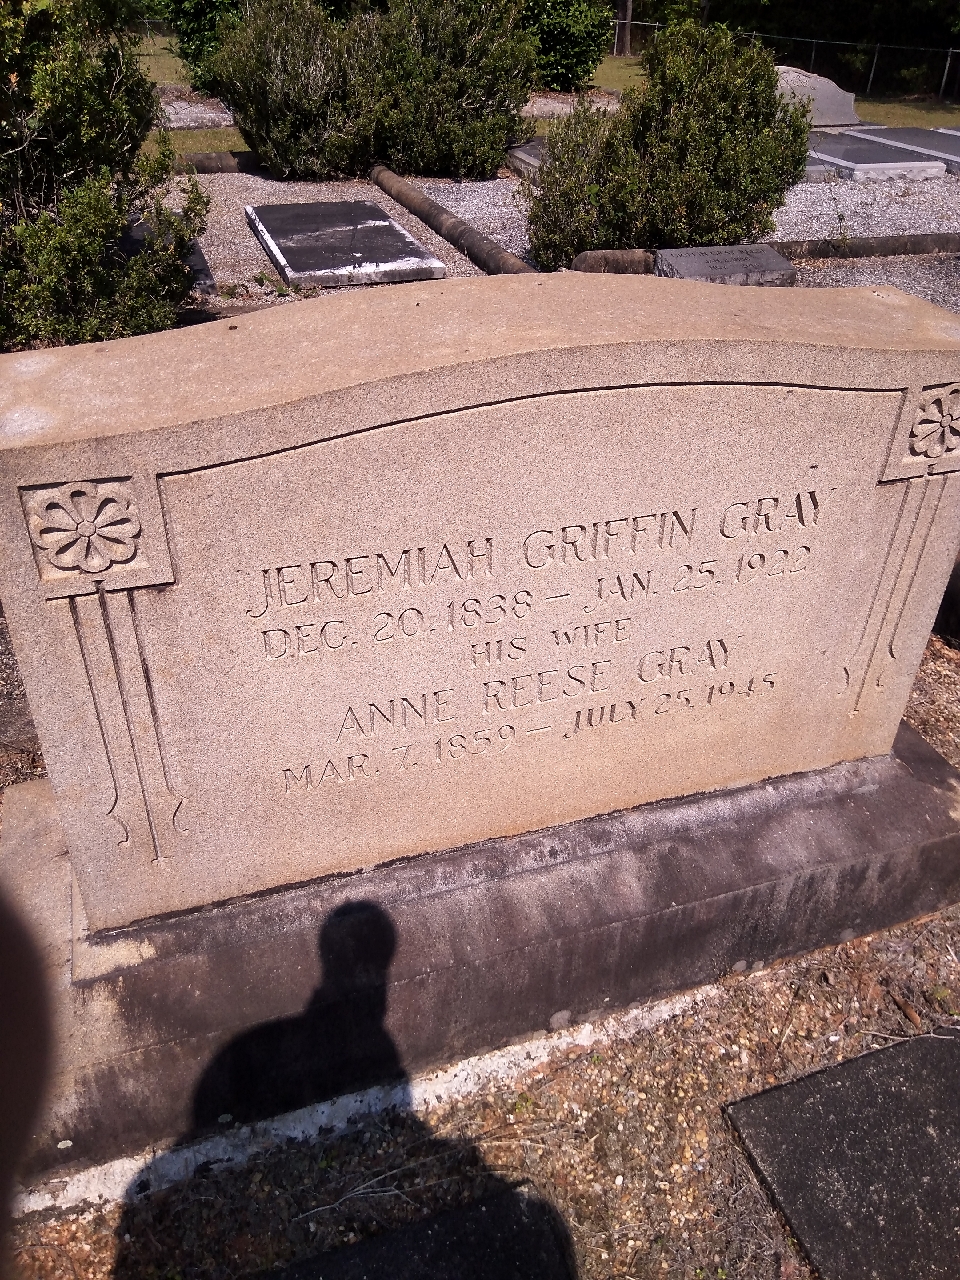 JEREMIAH GRIFFIN GRAY
DEC. 20. 1838 — JAN. 25. 1922
HIS WIFE
ANNE REESE GRAY
MAR. 7. 1859 — JULY 25, 1945